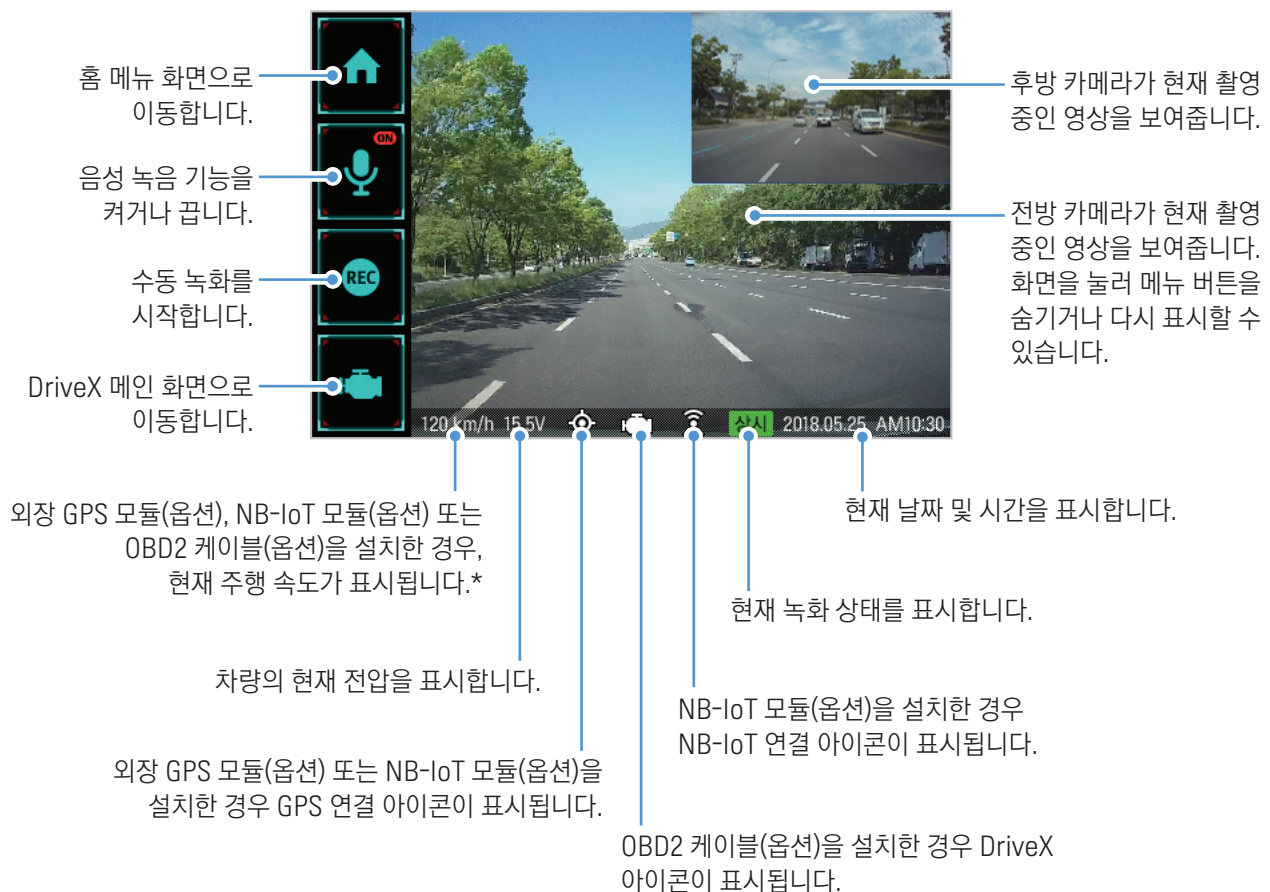 홈 메뉴 화면으로
이동합니다.
ON
음성 녹음 기능을
켜거나 끕니다.
REC
수동 녹화를
시작합니다.
DriveX 메인 화면으로
이동합니다.
후방 카메라가 현재 촬영
중인 영상을 보여줍니다.
전방 카메라가 현재 촬영
중인 영상을 보여줍니다.
화면을 눌러 메뉴 버튼을
숨기거나 다시 표시할 수
있습니다.
120 km/h 15.5V 상시 2018.05.25 AM10:30
외장 GPS 모듈(옵션), NB-IoT 모듈(옵션) 또는
OBD2 케이블(옵션)을 설치한 경우,
현재 주행 속도가 표시됩니다.*
현재 날짜 및 시간을 표시합니다.
현재 녹화 상태를 표시합니다.
차량의 현재 전압을 표시합니다.
NB-IoT 모듈(옵션)을 설치한 경우
NB-IoT 연결 아이콘이 표시됩니다.
외장 GPS 모듈(옵션) 또는 NB-IoT 모듈(옵션)을
설치한 경우 GPS 연결 아이콘이 표시됩니다.
OBD2 케이블(옵션)을 설치한 경우 DriveX
아이콘이 표시됩니다.